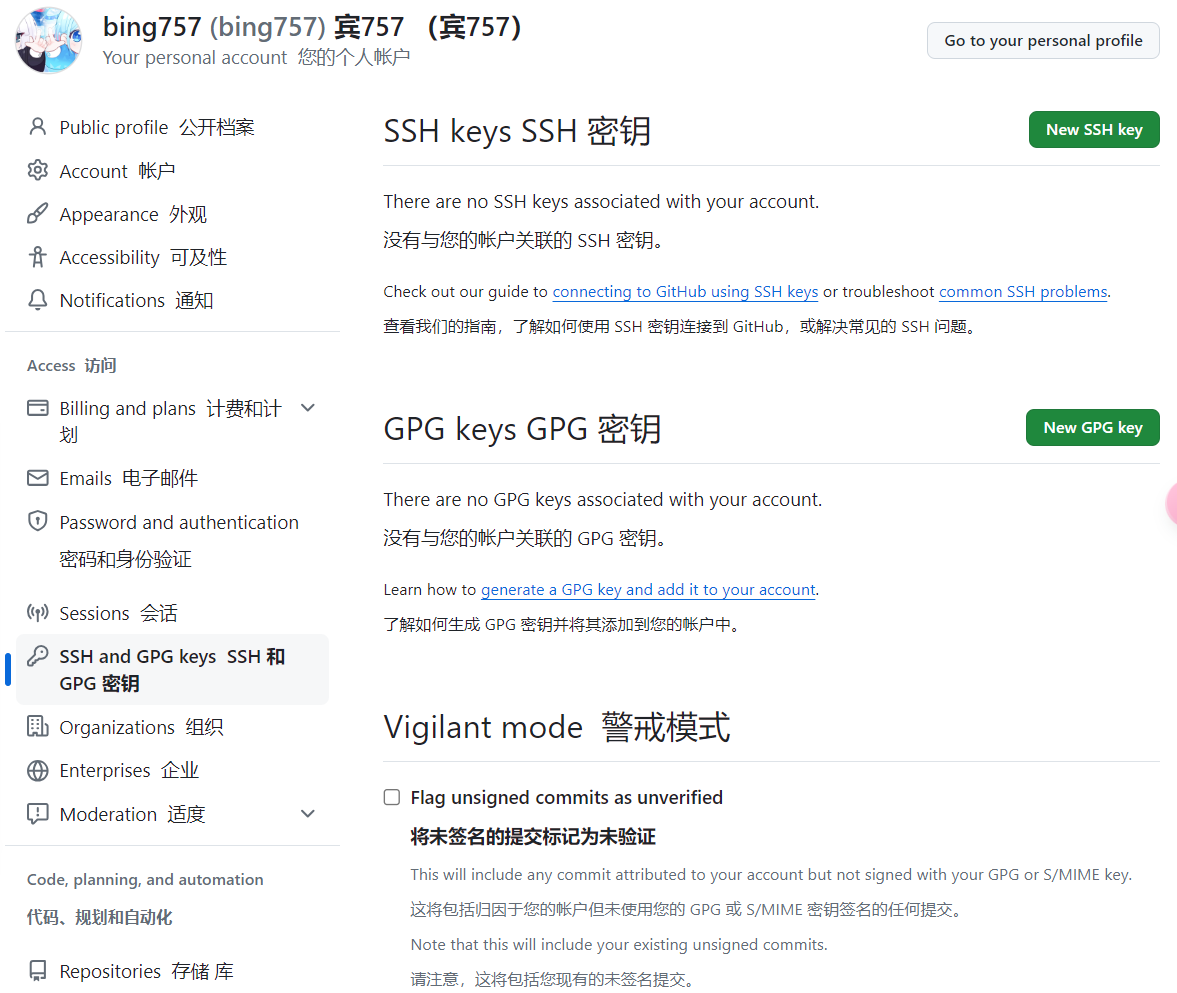 bing757 (bing757) 宾757 （宾757）
Your personal account 您的个人帐户
Go to your personal profile
Public profile 公开档案
Account 帐户
Appearance 外观
Accessibility 可及性
Notifications 通知
Access 访问
Billing and plans 计费和计
划
Emails 电子邮件
Password and authentication
密码和身份验证
Sessions 会话
SSH and GPG keys SSH 和
GPG 密钥
Organizations 组织
Enterprises 企业
Moderation 适度
Code, planning, and automation
代码、规划和自动化
Repositories 存储 库
SSH keys SSH 密钥
New SSH key
There are no SSH keys associated with your account.
没有与您的帐户关联的 SSH 密钥。
Check out our guide to connecting to GitHub using SSH keys or troubleshoot common SSH problems.
查看我们的指南，了解如何使用 SSH 密钥连接到 GitHub，或解决常见的 SSH 问题。
GPG keys GPG 密钥
New GPG key
There are no GPG keys associated with your account.
没有与您的帐户关联的 GPG 密钥。
Learn how to generate a GPG key and add it to your account.
了解如何生成 GPG 密钥并将其添加到您的帐户中。
Vigilant mode 警戒模式
Flag unsigned commits as unverified
将未签名的提交标记为未验证
This will include any commit attributed to your account but not signed with your GPG or S/MIME key.
这将包括归因于您的帐户但未使用您的 GPG 或 S/MIME 密钥签名的任何提交。
Note that this will include your existing unsigned commits.
请注意，这将包括您现有的未签名提交。